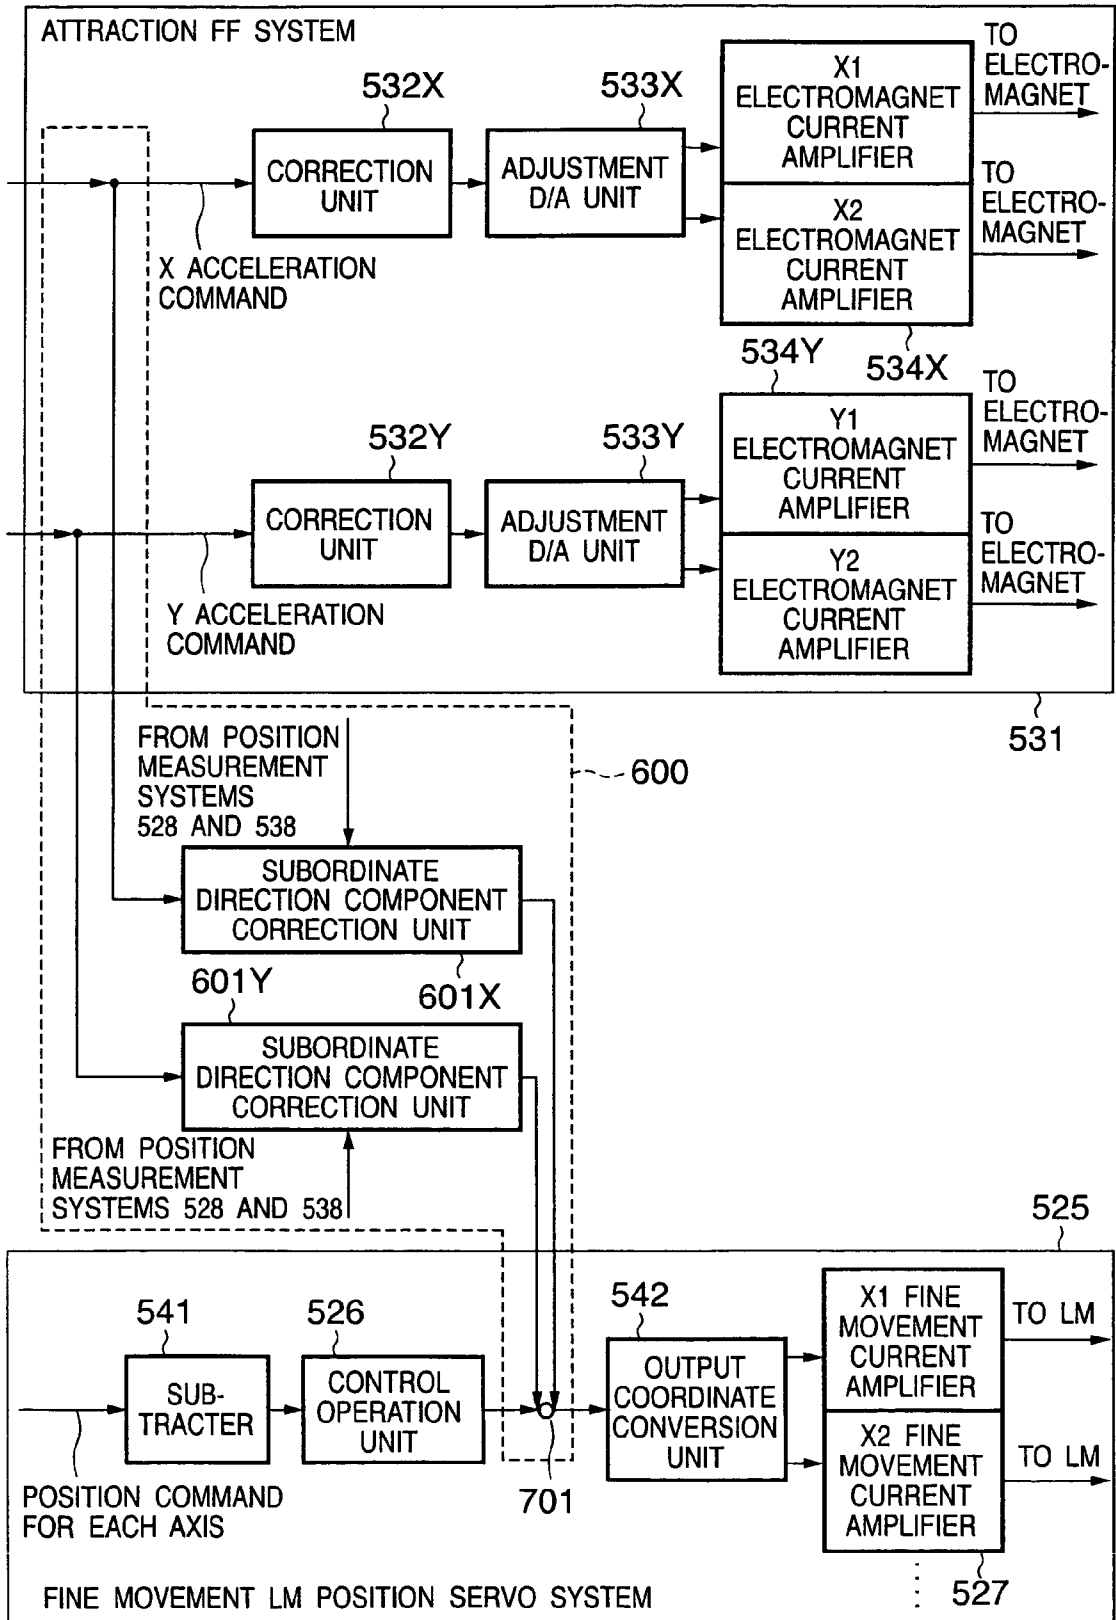 ATTRACTION FF SYSTEM
532X
533X
CORRECTION
UNIT
ADJUSTMENT
D/A UNIT
X1
ELECTROMAGNET
CURRENT
AMPLIFIER
TO
ELECTRO-
MAGNET
X2
ELECTROMAGNET
CURRENT
AMPLIFIER
TO
ELECTRO-
MAGNET
534X
X ACCELERATION
COMMAND
532Y
533Y
534Y
CORRECTION
UNIT
ADJUSTMENT
D/A UNIT
Y1
ELECTROMAGNET
CURRENT
AMPLIFIER
TO
ELECTRO-
MAGNET
Y2
ELECTROMAGNET
CURRENT
AMPLIFIER
TO
ELECTRO-
MAGNET
Y ACCELERATION
COMMAND
531
FROM POSITION
MEASUREMENT
SYSTEMS
528 AND 538
600
SUBORDINATE
DIRECTION COMPONENT
CORRECTION UNIT
601X
601Y
SUBORDINATE
DIRECTION COMPONENT
CORRECTION UNIT
FROM POSITION
MEASUREMENT
SYSTEMS 528 AND 538
525
541
526
542
SUB-
TRACTER
CONTROL
OPERATION
UNIT
701
OUTPUT
COORDINATE
CONVERSION
UNIT
X1 FINE
MOVEMENT
CURRENT
AMPLIFIER
TO LM
X2 FINE
MOVEMENT
CURRENT
AMPLIFIER
TO LM
527
POSITION COMMAND
FOR EACH AXIS
FINE MOVEMENT LM POSITION SERVO SYSTEM